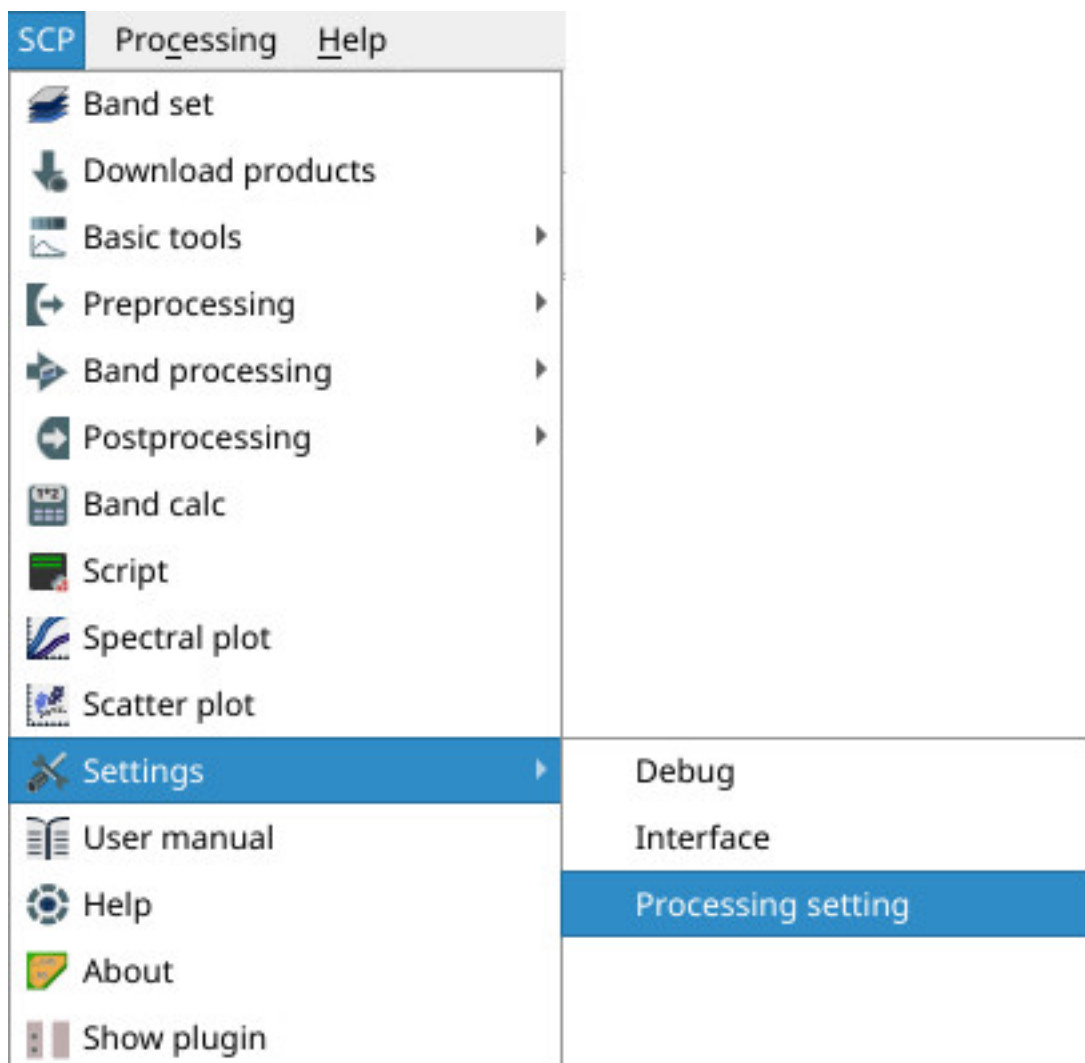 SCP Processing Help
Band set
Download products
Basic tools
Preprocessing
Band processing
Postprocessing
Band calc
Script
Spectral plot
Scatter plot
Settings
Debug
User manual
Interface
Help
Processing setting
About
Show plugin